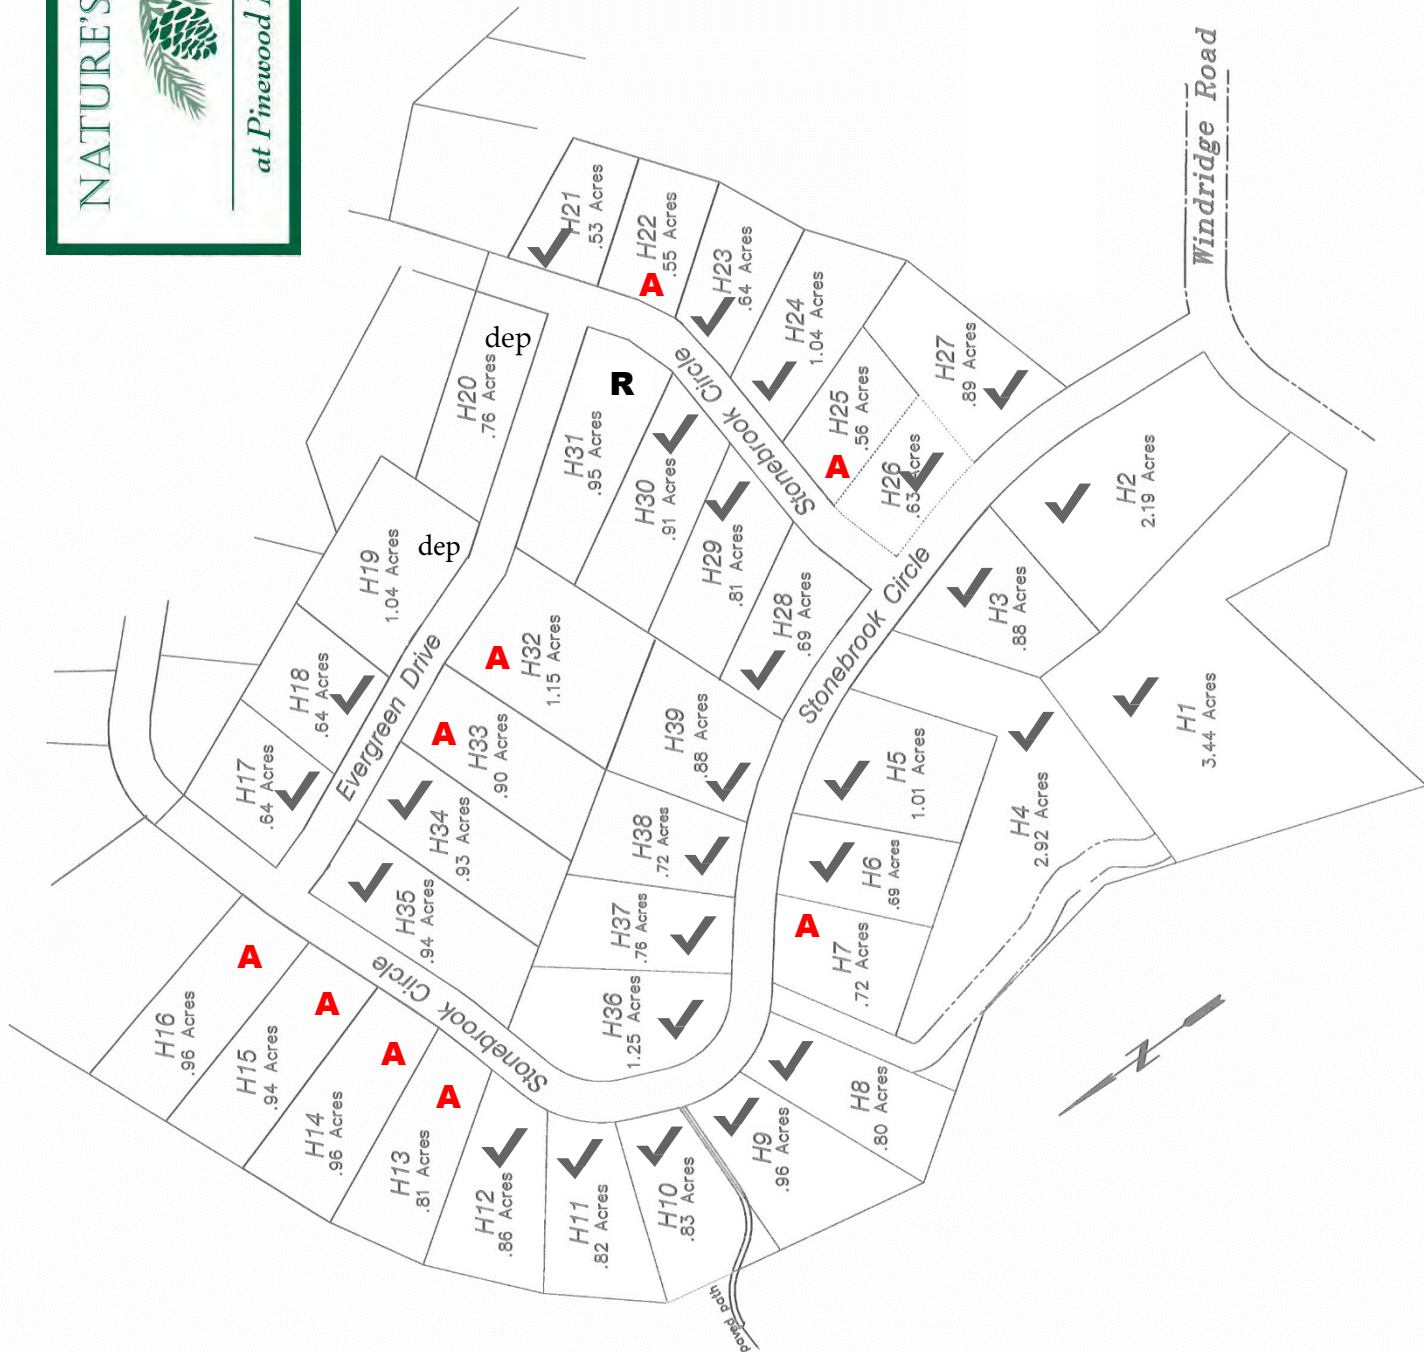 NATURE'S
at Pinewood
Windridge Road
H21
.53 Acres
H22
.55 Acres
A
H23
.64 Acres
H24
1.04 Acres
H25
.56 Acres
A
H26
.63 Acres
H27
.89 Acres
dep
H20
.76 Acres
R
H31
.95 Acres
H30
.91 Acres
H29
.81 Acres
H28
.69 Acres
Stonebrook Circle
H2
2.19 Acres
H3
.88 Acres
H1
3.44 Acres
H4
2.92 Acres
Stonebrook Circle
dep
H19
1.04 Acres
H18
.64 Acres
H17
.64 Acres
Evergreen Drive
A
H32
1.15 Acres
A
H33
.90 Acres
H34
.93 Acres
H35
.94 Acres
H39
.88 Acres
H38
.72 Acres
H37
.76 Acres
H36
1.25 Acres
H5
1.01 Acres
H6
.69 Acres
A
H7
.72 Acres
H8
.80 Acres
H9
.96 Acres
H10
.83 Acres
H11
.82 Acres
H12
.86 Acres
A
H13
.81 Acres
A
H14
.96 Acres
A
H15
.94 Acres
A
H16
.96 Acres
Stonebrook Circle
N
paved path